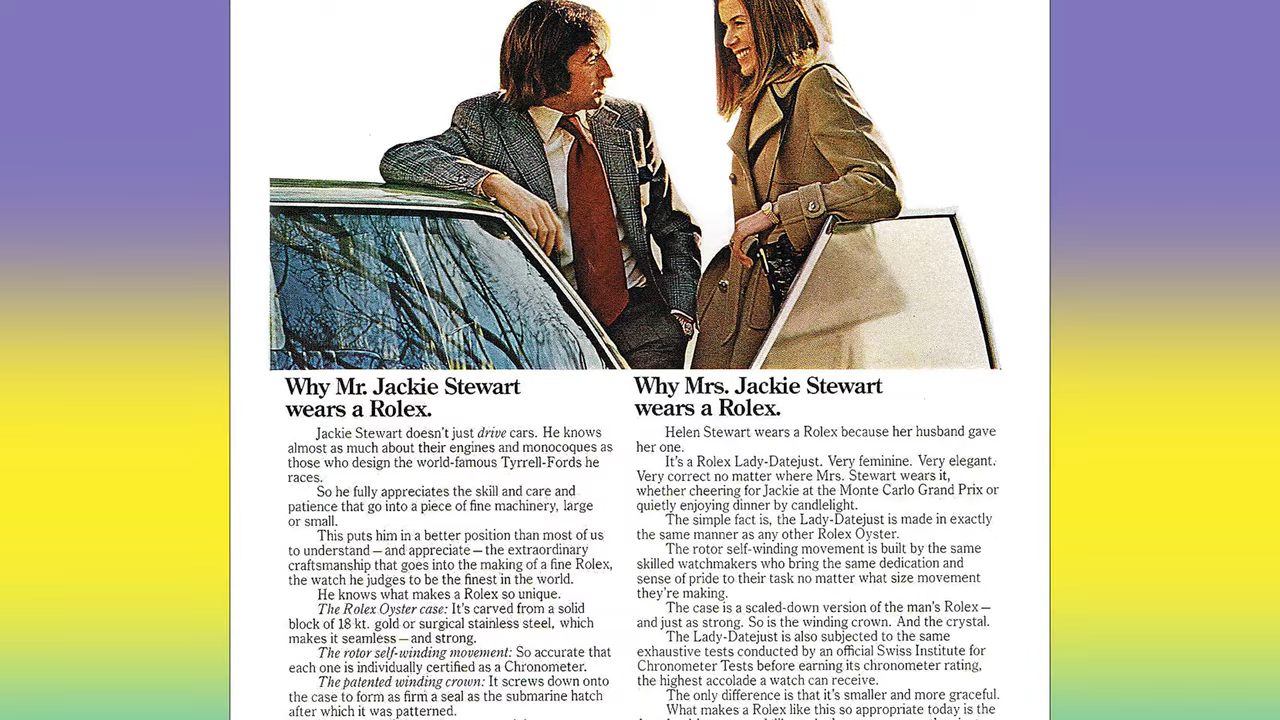 Why Mr. Jackie Stewart
wears a Rolex.
Jackie Stewart doesn't just drive cars. He knows
almost as much about their engines and monocoques as
those who design the world-famous Tyrrell-Fords he
races.
So he fully appreciates the skill and care and
patience that go into a piece of fine machinery, large
or small.
This puts him in a better position than most of us
to understand — and appreciate — the extraordinary
craftsmanship that goes into the making of a fine Rolex,
the watch he judges to be the finest in the world.
He knows what makes a Rolex so unique.
The Rolex Oyster case: It's carved from a solid
block of 18 kt. gold or surgical stainless steel, which
makes it seamless — and strong.
The rotor self-winding movement: So accurate that
each one is individually certified as a Chronometer.
The patented winding crown: It screws down onto
the case to form as firm a seal as the submarine hatch
after which it was patterned.
Why Mrs. Jackie Stewart
wears a Rolex.
Helen Stewart wears a Rolex because her husband gave
her one.
It's a Rolex Lady-Datejust. Very feminine. Very elegant.
Very correct no matter where Mrs. Stewart wears it,
whether cheering for Jackie at the Monte Carlo Grand Prix or
quietly enjoying dinner by candlelight.
The simple fact is, the Lady-Datejust is made in exactly
the same manner as any other Rolex Oyster.
The rotor self-winding movement is built by the same
skilled watchmakers who bring the same dedication and
sense of pride to their task no matter what size movement
they're making.
The case is a scaled-down version of the man's Rolex —
and just as strong. So is the winding crown. And the crystal.
The Lady-Datejust is also subjected to the same
exhaustive tests conducted by an official Swiss Institute for
Chronometer Tests before earning its chronometer rating,
the highest accolade a watch can receive.
The only difference is that it's smaller and more graceful.
What makes a Rolex like this so appropriate today is the